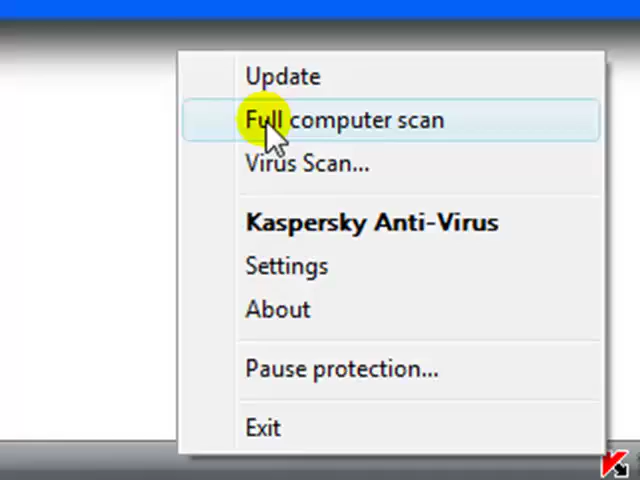 Update
Full computer scan
Virus Scan...
Kaspersky Anti-Virus
Settings
About
Pause protection...
Exit